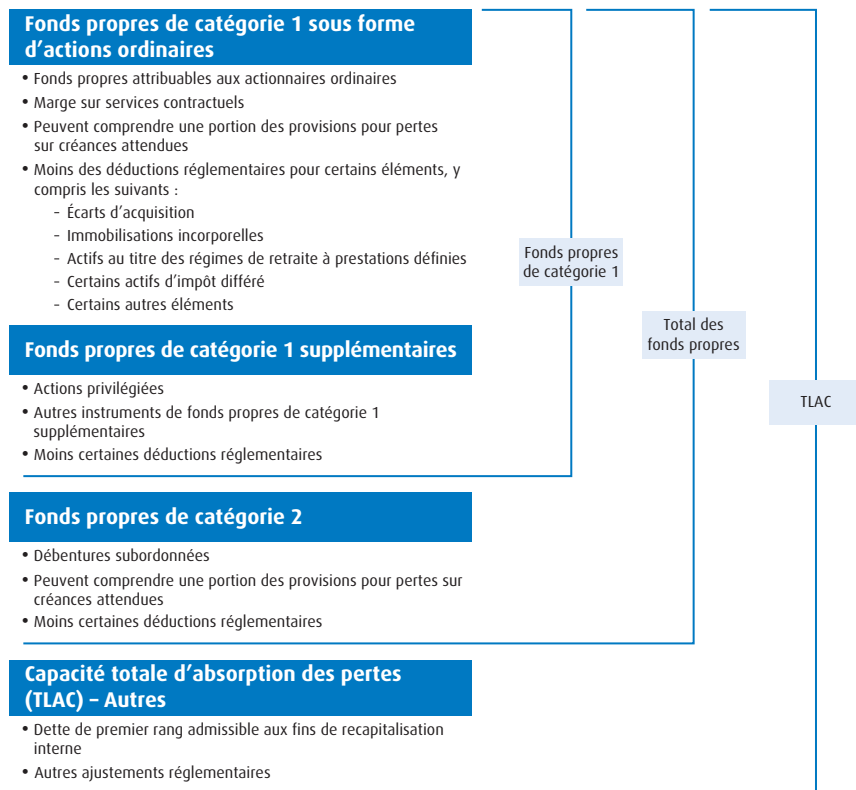 Fonds propres de catégorie 1 sous forme
d’actions ordinaires
• Fonds propres attribuables aux actionnaires ordinaires
• Marge sur services contractuels
• Peuvent comprendre une portion des provisions pour pertes
sur créances attendues
• Moins des déductions réglementaires pour certains éléments, y
compris les suivants :
– Écarts d’acquisition
– Immobilisations incorporelles
– Actifs au titre des régimes de retraite à prestations définies
– Certains actifs d’impôt différé
– Certains autres éléments
Fonds propres
de catégorie 1
Total des
fonds propres
TLAC
Fonds propres de catégorie 1 supplémentaires
• Actions privilégiées
• Autres instruments de fonds propres de catégorie 1
supplémentaires
• Moins certaines déductions réglementaires
Fonds propres de catégorie 2
• Débentures subordonnées
• Peuvent comprendre une portion des provisions pour pertes sur
créances attendues
• Moins certaines déductions réglementaires
Capacité totale d’absorption des pertes
(TLAC) – Autres
• Dette de premier rang admissible aux fins de recapitalisation
interne
• Autres ajustements réglementaires